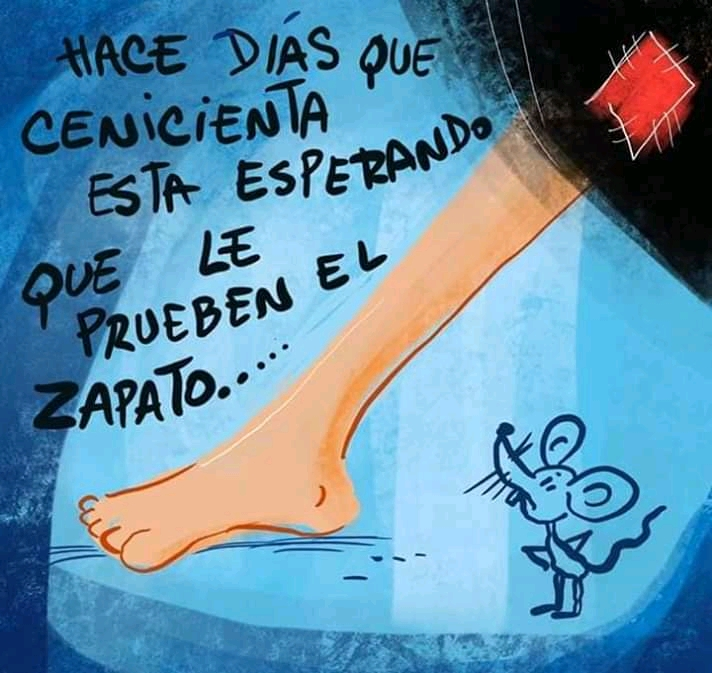 HACE DÍAS QUE
CENICIENTA
ESTA ESPERANDO
QUE LE
PRUEBEN EL
ZAPATO.....